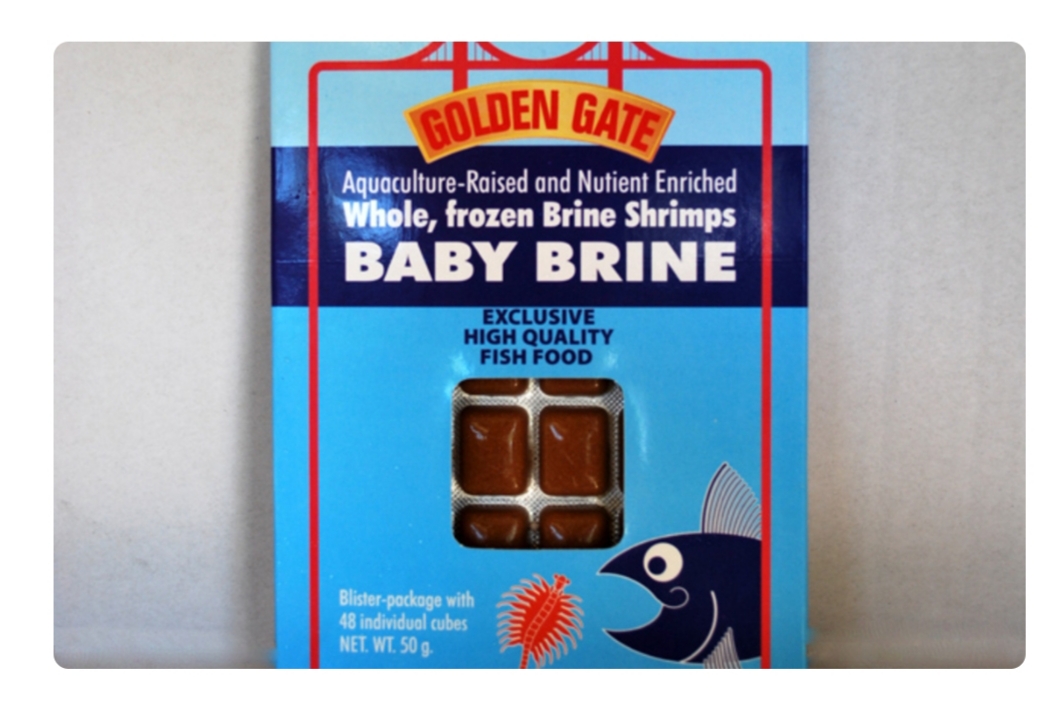 GOLDEN GATE
Aquaculture-Raised and Nutient Enriched
Whole, frozen Brine Shrimps
BABY BRINE
EXCLUSIVE
HIGH QUALITY
FISH FOOD
Blister-package with
48 individual cubes
NET. WT. 50 g.